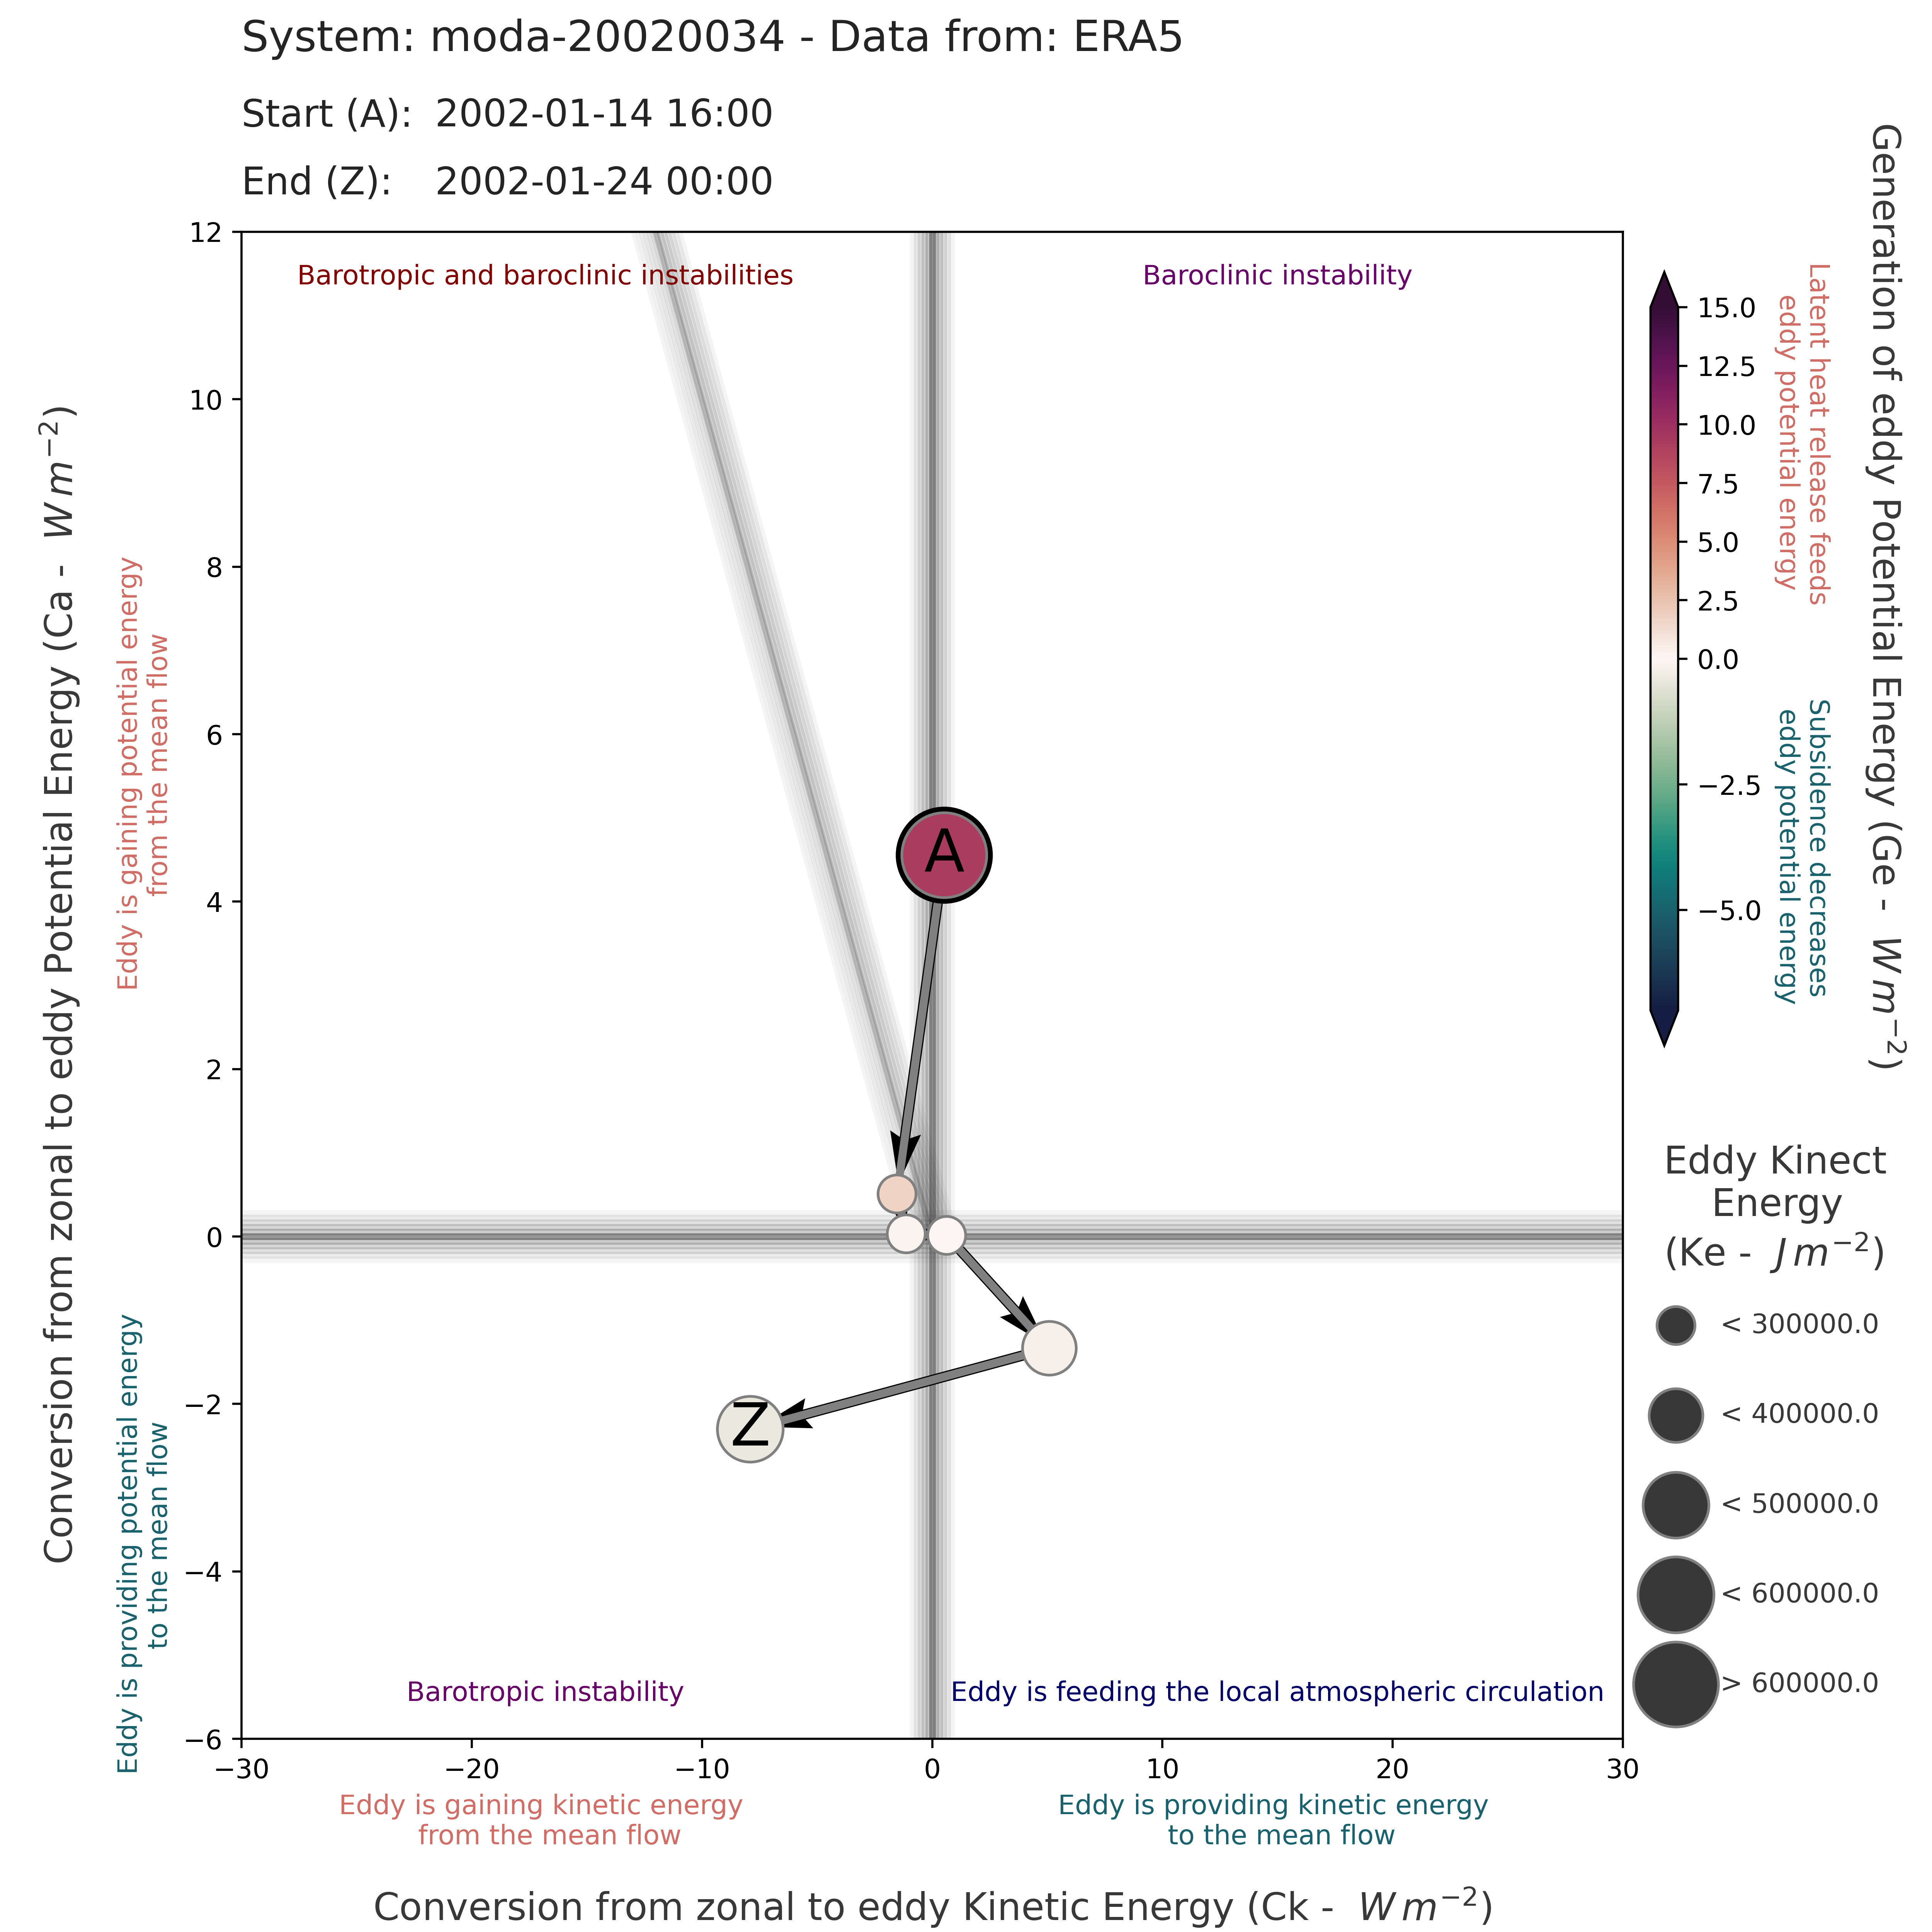 System: moda-20020034 - Data from: ERA5
Start (A): 2002-01-14 16:00
End (Z): 2002-01-24 00:00
Conversion from zonal to eddy Potential Energy (Ca - W m⁻²)
Eddy is gaining potential energy
from the mean flow
Eddy is providing potential energy
to the mean flow
12
10
8
6
4
2
0
−2
−4
−6
Barotropic and baroclinic instabilities
Baroclinic instability
A
Z
Barotropic instability
Eddy is feeding the local atmospheric circulation
−30
−20
−10
0
10
20
30
Eddy is gaining kinetic energy
from the mean flow
Eddy is providing kinetic energy
to the mean flow
Conversion from zonal to eddy Kinetic Energy (Ck - W m⁻²)
15.0
12.5
10.0
7.5
5.0
2.5
0.0
−2.5
−5.0
Latent heat release feeds
eddy potential energy
Subsidence decreases
eddy potential energy
Generation of eddy Potential Energy (Ge - W m⁻²)
Eddy Kinect
Energy
(Ke - J m⁻²)
< 300000.0
< 400000.0
< 500000.0
< 600000.0
> 600000.0